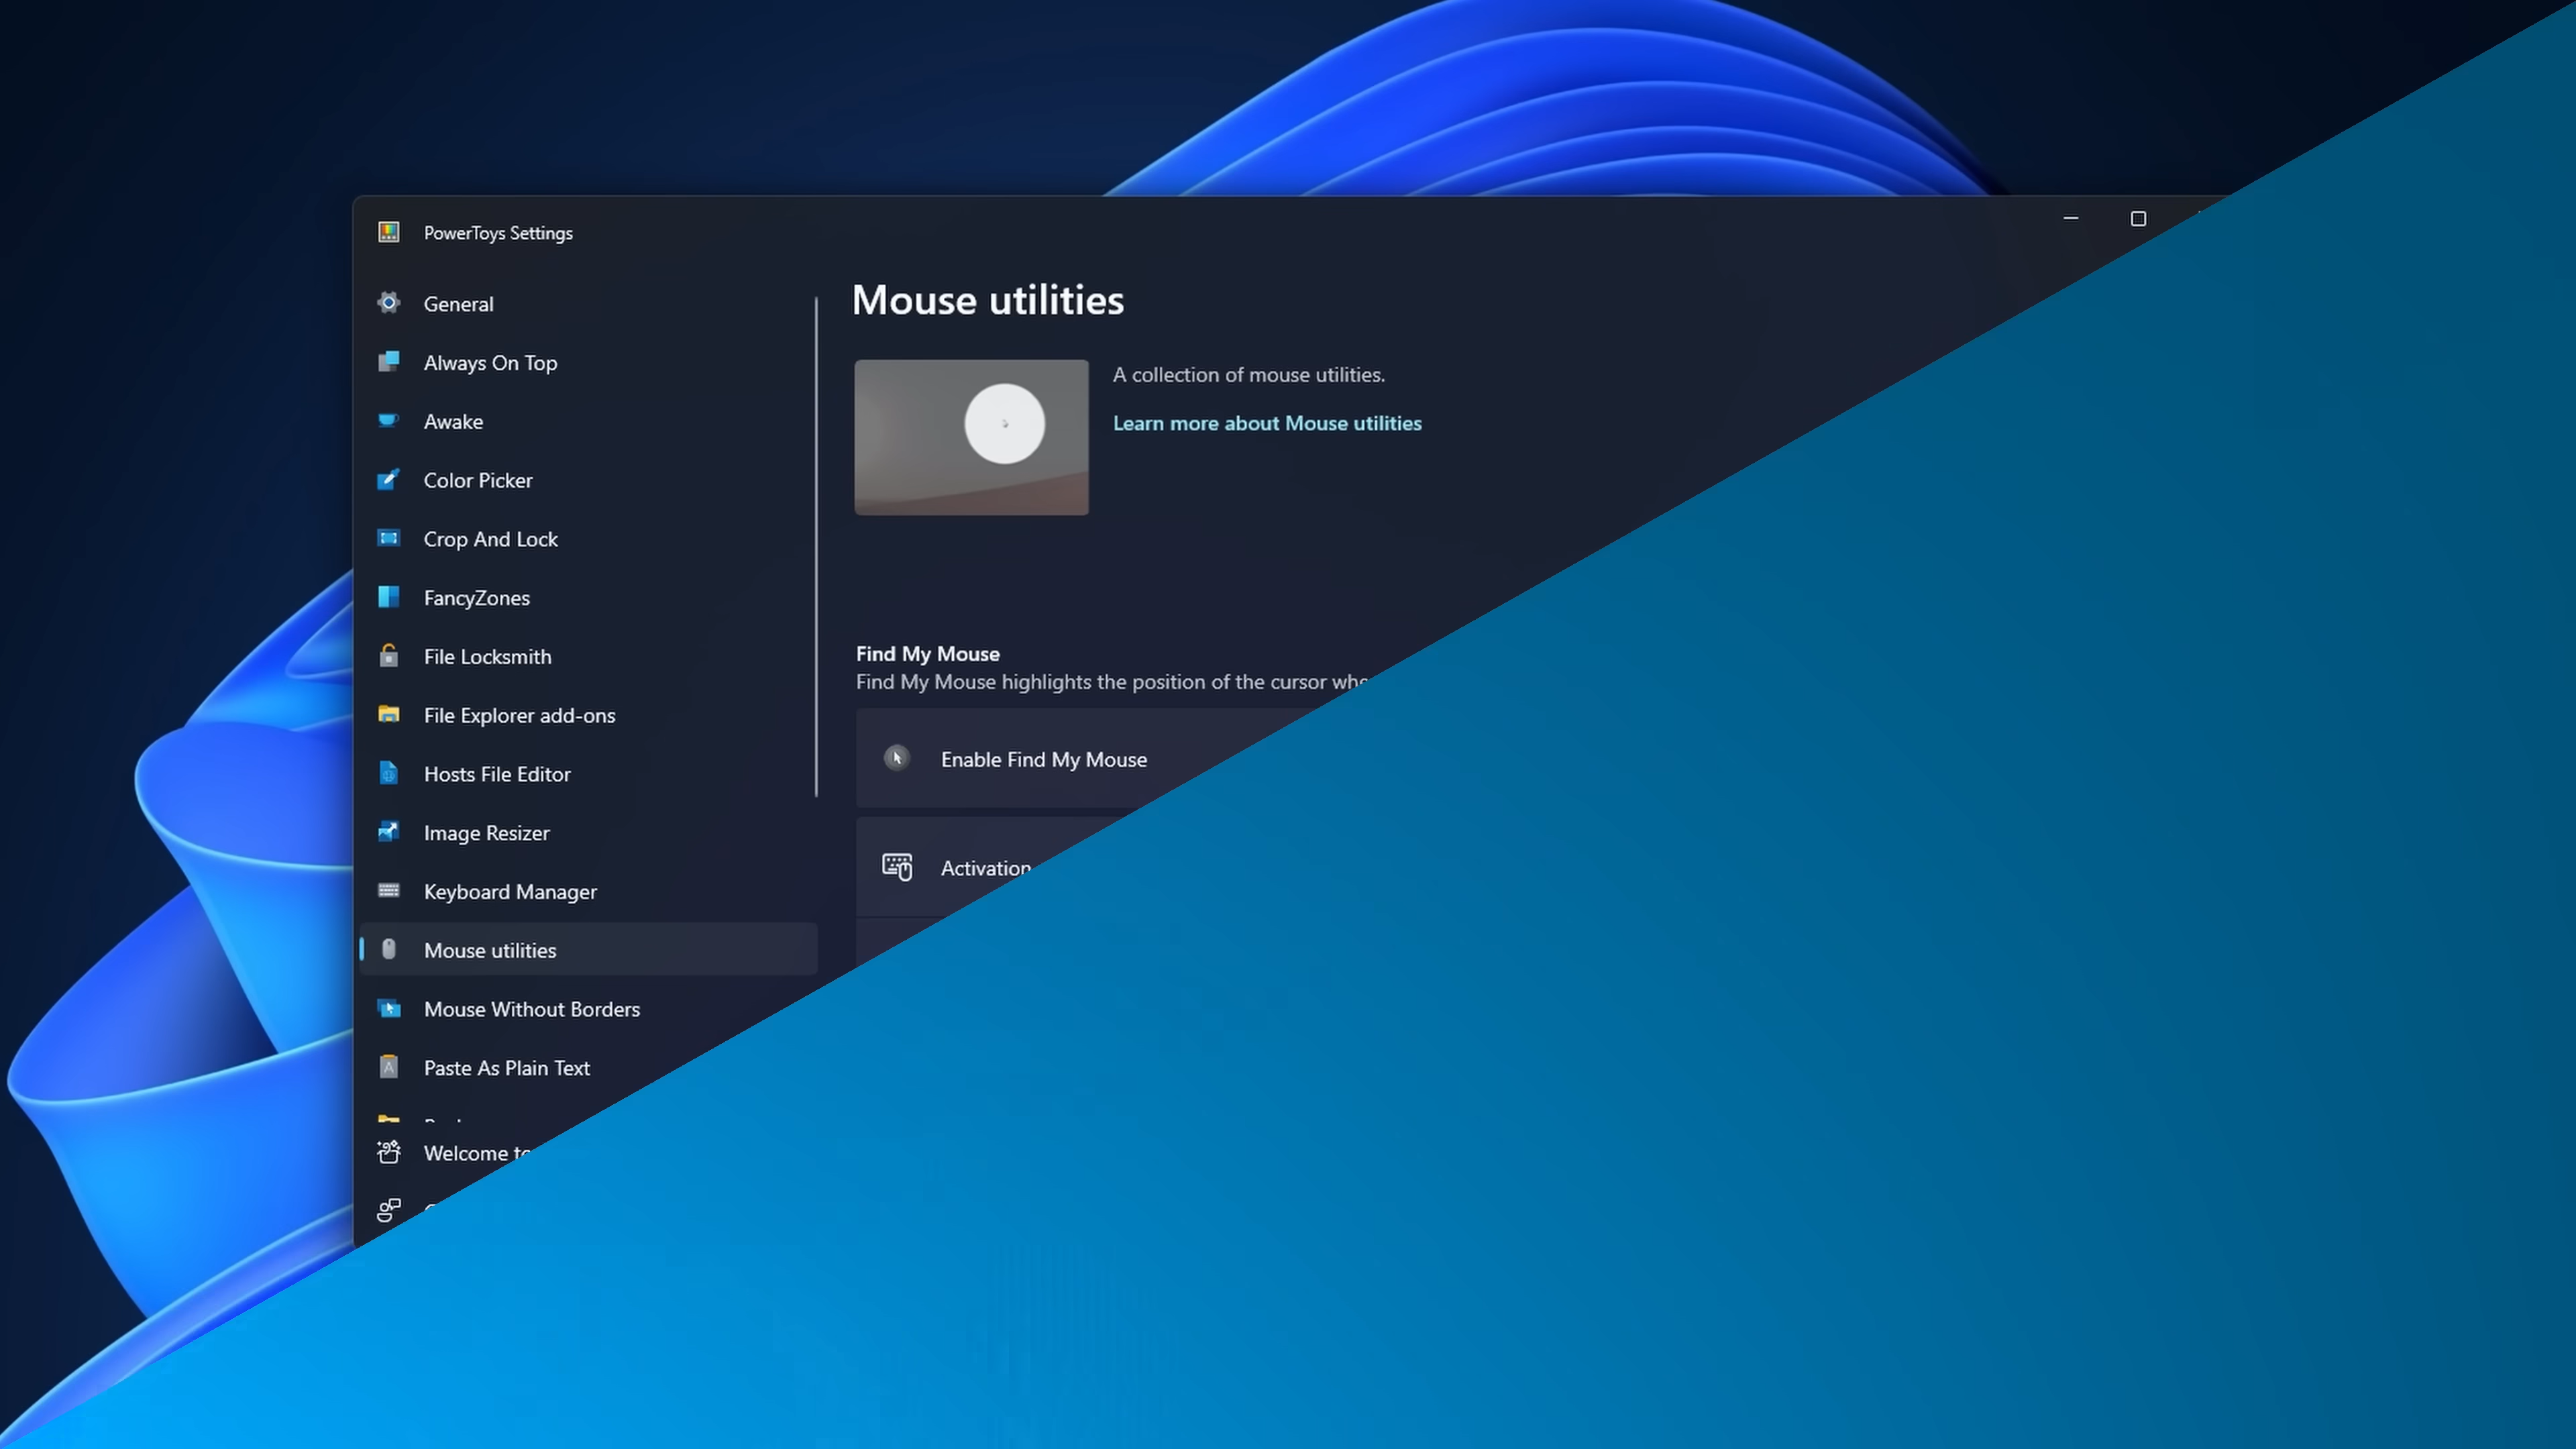 PowerToys Settings
General
Always On Top
Awake
Color Picker
Crop And Lock
FancyZones
File Locksmith
File Explorer add-ons
Hosts File Editor
Image Resizer
Keyboard Manager
Mouse utilities
Mouse Without Borders
Paste As Plain Text
Welcome
Mouse utilities
A collection of mouse utilities.
Learn more about Mouse utilities
Find My Mouse
Find My Mouse highlights the position of the cursor
Enable Find My Mouse
Activation